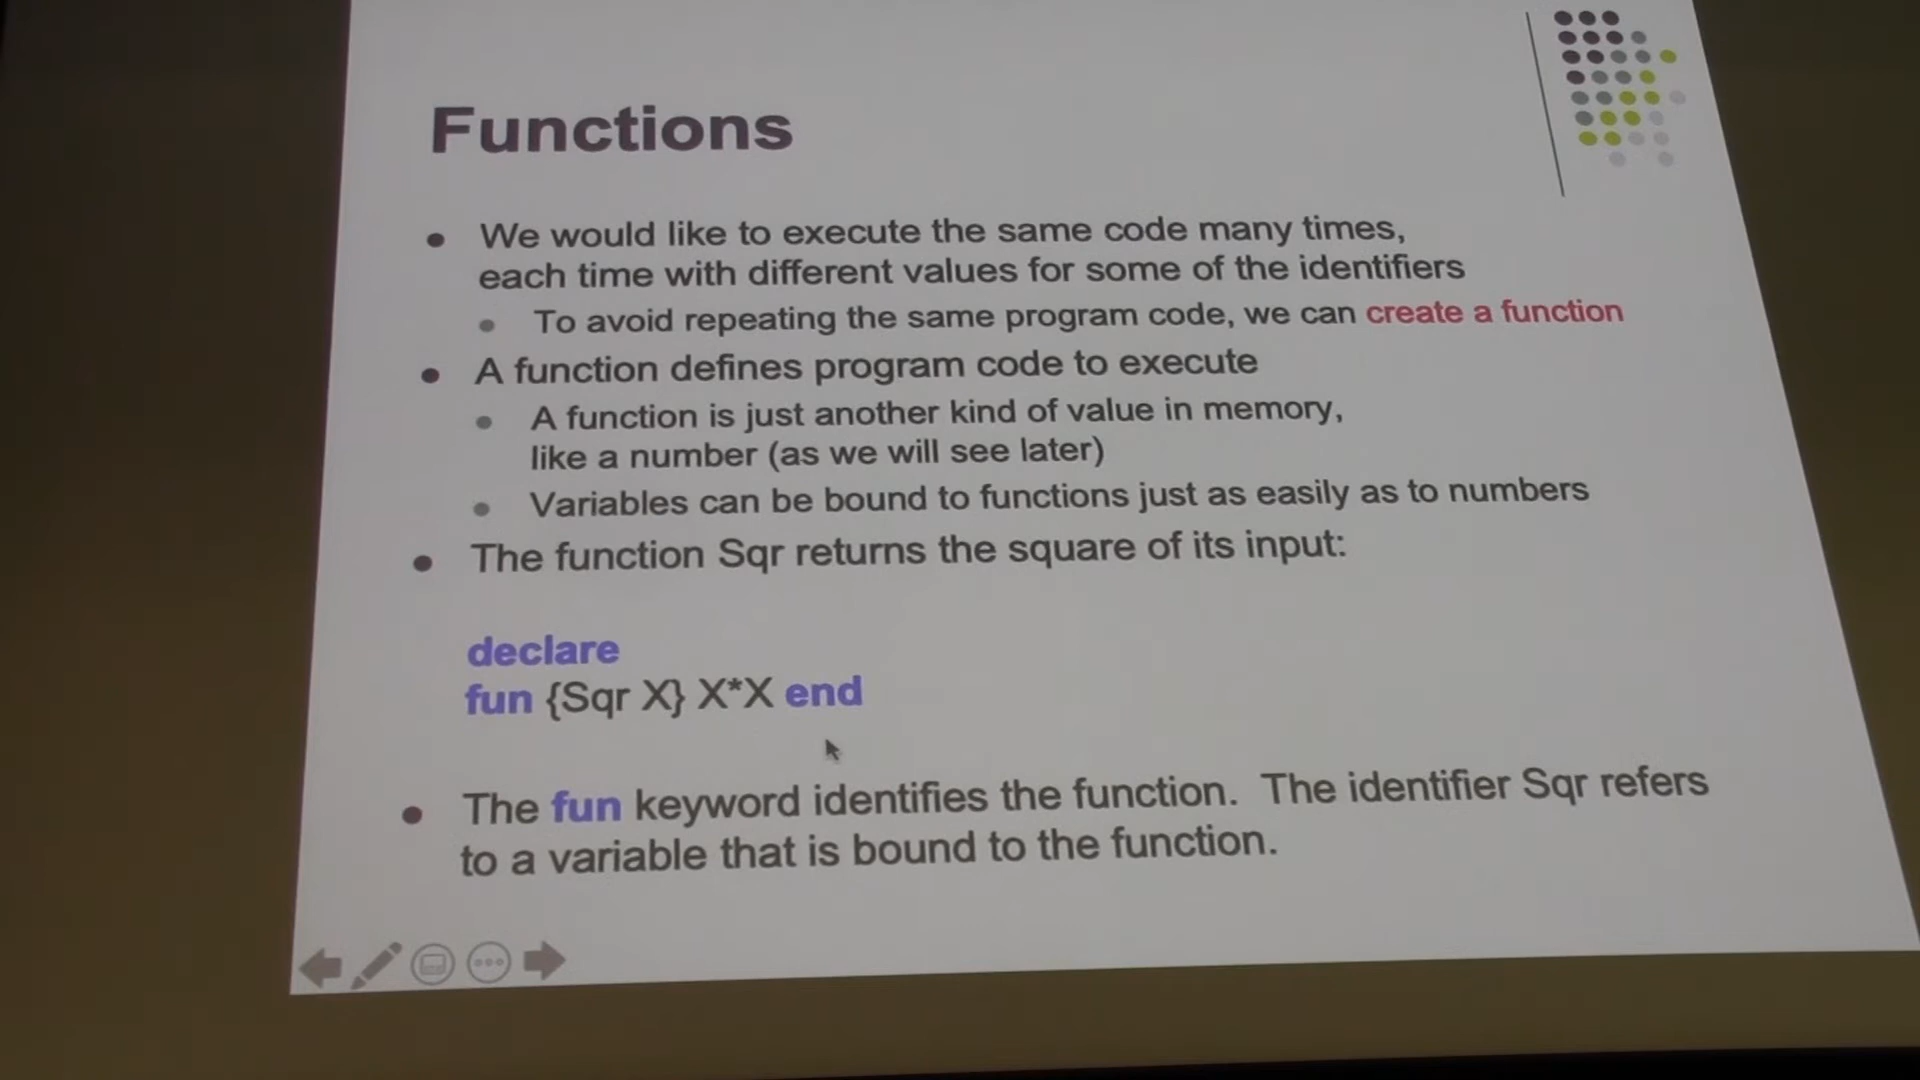 Functions
We would like to execute the same code many times,
each time with different values for some of the identifiers
To avoid repeating the same program code, we can create a function
A function defines program code to execute
A function is just another kind of value in memory,
like a number (as we will see later)
Variables can be bound to functions just as easily as to numbers
The function Sqr returns the square of its input:
declare
fun {Sqr X} X*X end
The fun keyword identifies the function. The identifier Sqr refers
to a variable that is bound to the function.